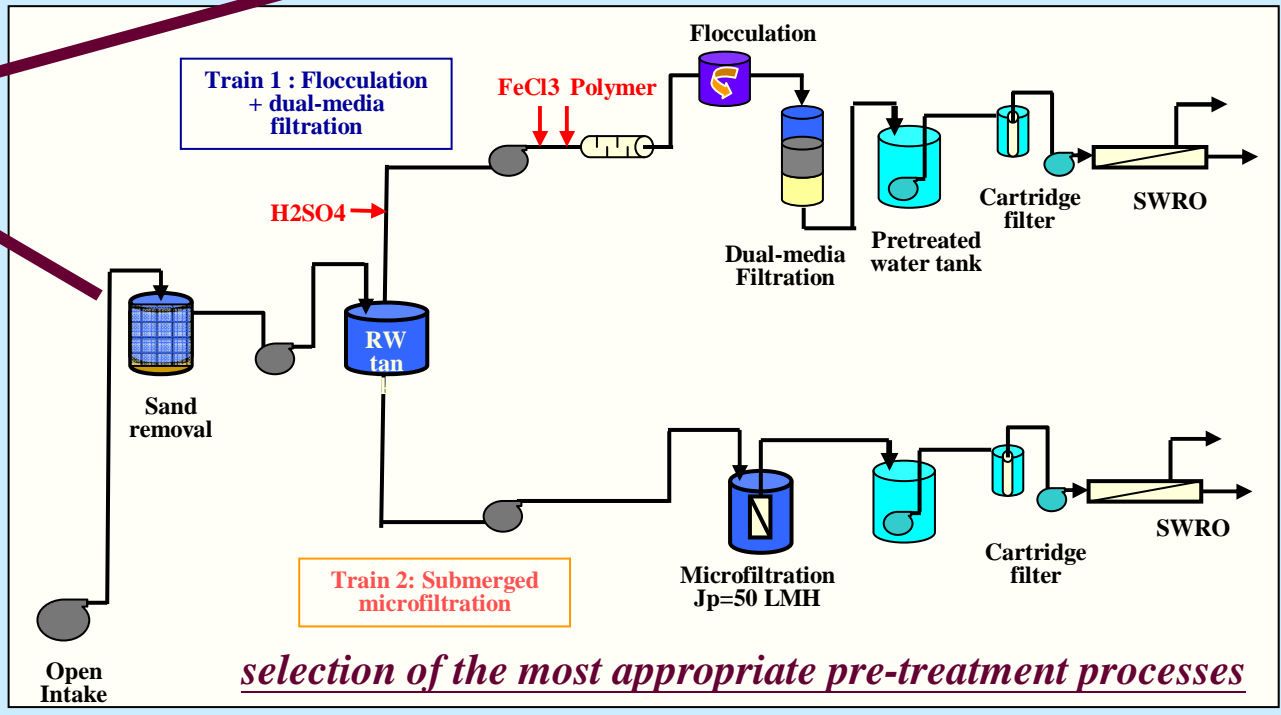 Flocculation
Train 1 : Flocculation
+ dual-media
filtration
FeCl3 Polymer
H2SO4
Cartridge
filter
SWRO
Dual-media
Filtration
Pretreated
water tank
RW
tan
Sand
removal
Train 2: Submerged
microfiltration
Microfiltration
Jp=50 LMH
Cartridge
filter
SWRO
Open
Intake
selection of the most appropriate pre-treatment processes